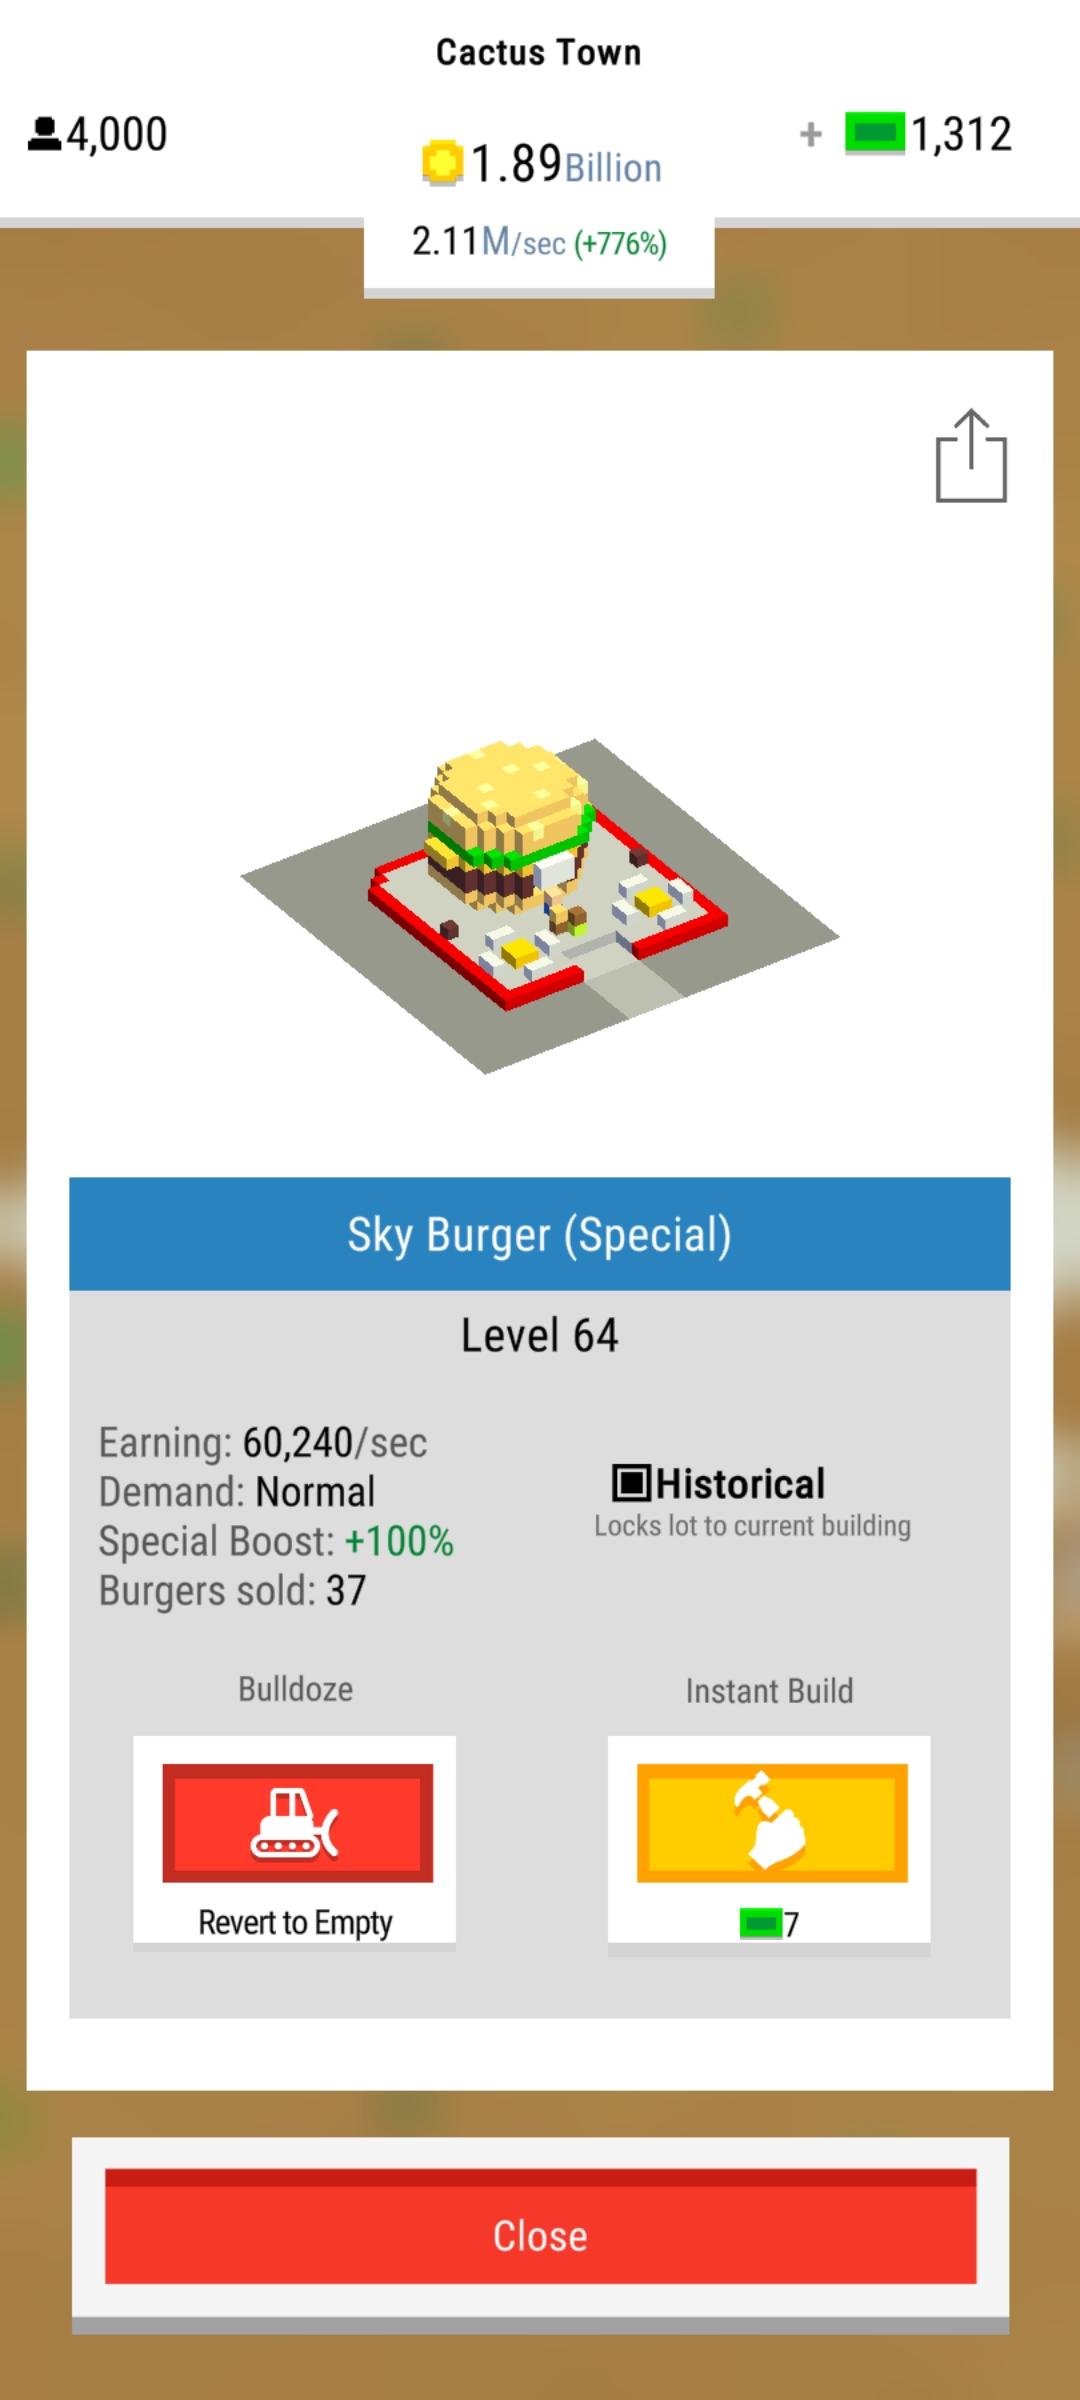 Cactus Town
4,000
1.89 Billion
+ 1,312
2.11M/sec (+776%)
Sky Burger (Special)
Level 64
Earning: 60,240/sec
Demand: Normal
Special Boost: +100%
Burgers sold: 37
Historical
Locks lot to current building
Bulldoze
Instant Build
Revert to Empty
7
Close